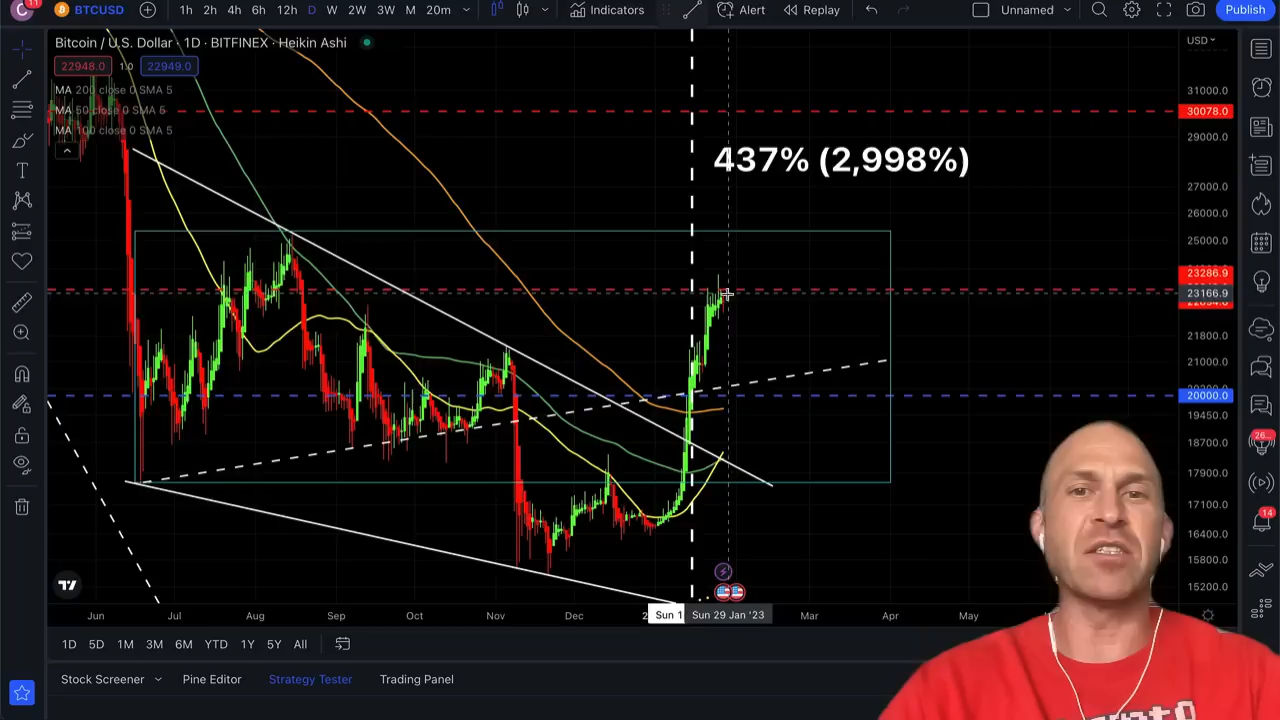 C 11 BTCUSD 1h 2h 4h 6h 12h D W 2W 3W M 20m Indicators Alert Replay Unnamed Publish
Bitcoin / U.S. Dollar · 1D · BITFINEX · Heikin Ashi
USD
22948.0 1.0 22949.0
MA 200 close 0 SMA 5
MA 50 close 0 SMA 5
MA 100 close 0 SMA 5
31000.0
30078.0
29000.0
437% (2,998%)
27000.0
26000.0
25000.0
23286.9
23166.9
21800.0
21000.0
20000.0
19450.0
18700.0
17900.0
17100.0
16400.0
15800.0
15200.0
26...
14
Jun Jul Aug Sep Oct Nov Dec Sun 1 Sun 29 Jan '23 Mar Apr May
1D 5D 1M 3M 6M YTD 1Y 5Y All
Stock Screener Pine Editor Strategy Tester Trading Panel